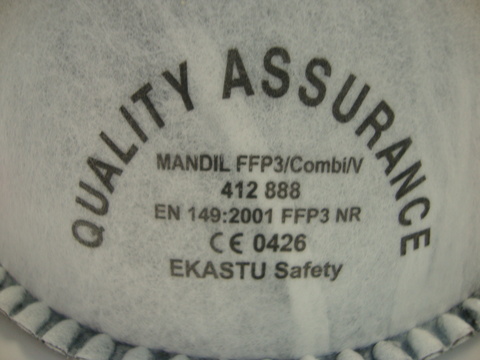 QUALITY ASSURANCE
MANDIL FFP3/Combi/V
412 888
EN 149:2001 FFP3 NR
CE 0426
EKASTU Safety